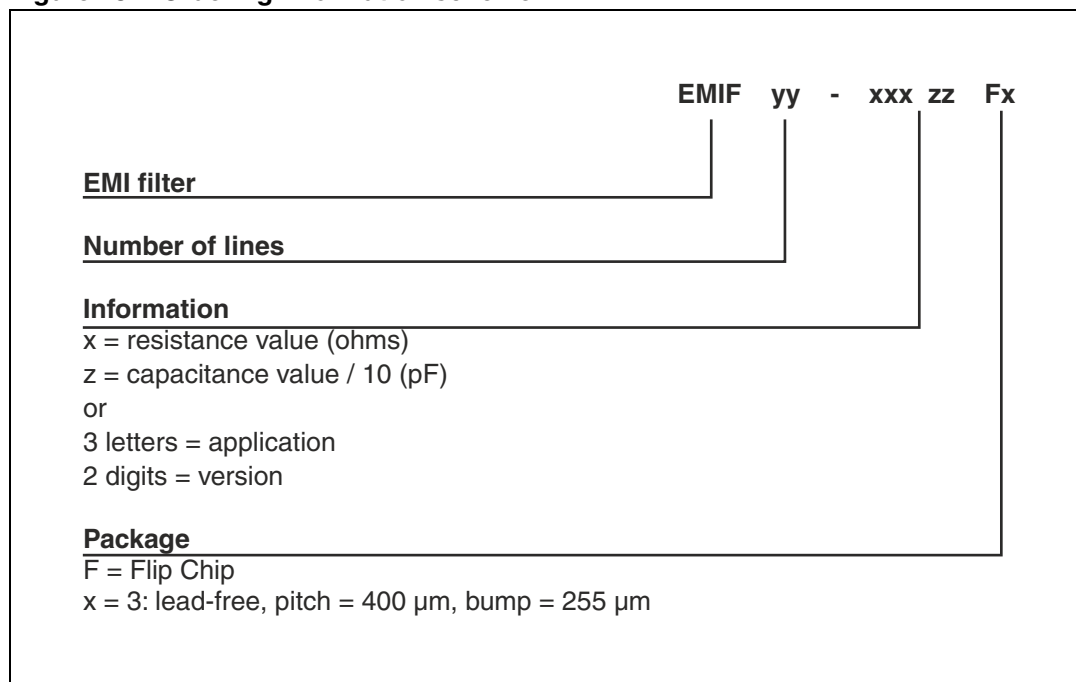 EMIF yy - xxx zz Fx
EMI filter
Number of lines
Information
x = resistance value (ohms)
z = capacitance value / 10 (pF)
or
3 letters = application
2 digits = version
Package
F = Flip Chip
x = 3: lead-free, pitch = 400 µm, bump = 255 µm